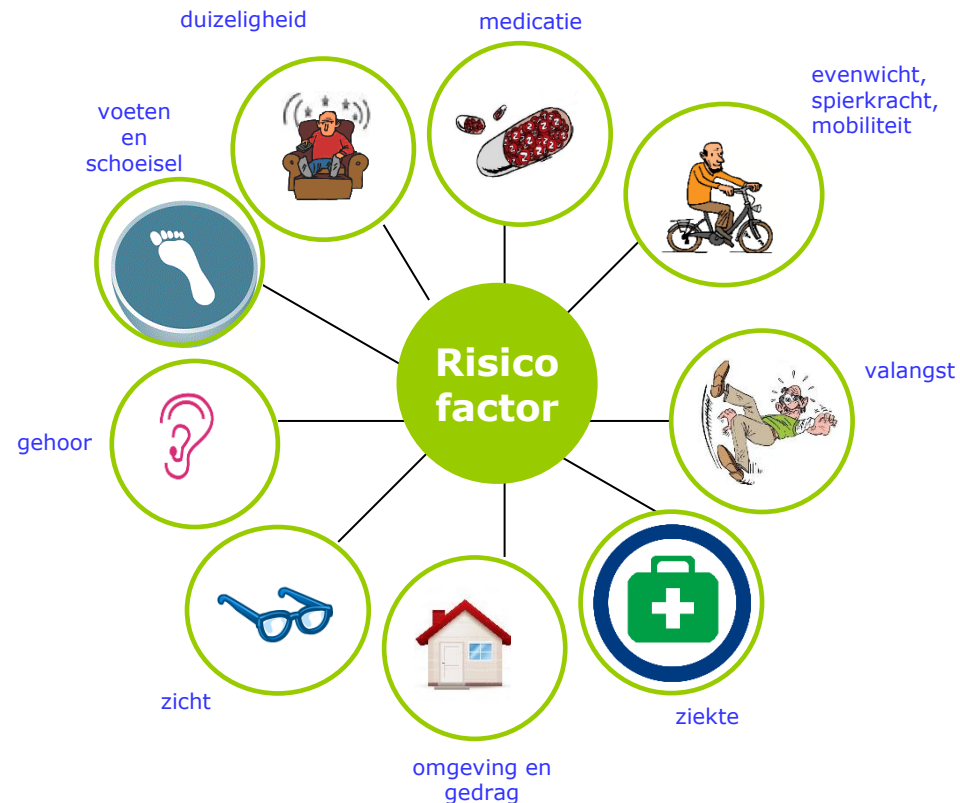 duizeligheid
medicatie
evenwicht,
spierkracht,
mobiliteit
voeten
en
schoeisel
Risico
factor
valangst
gehoor
zicht
ziekte
omgeving en
gedrag